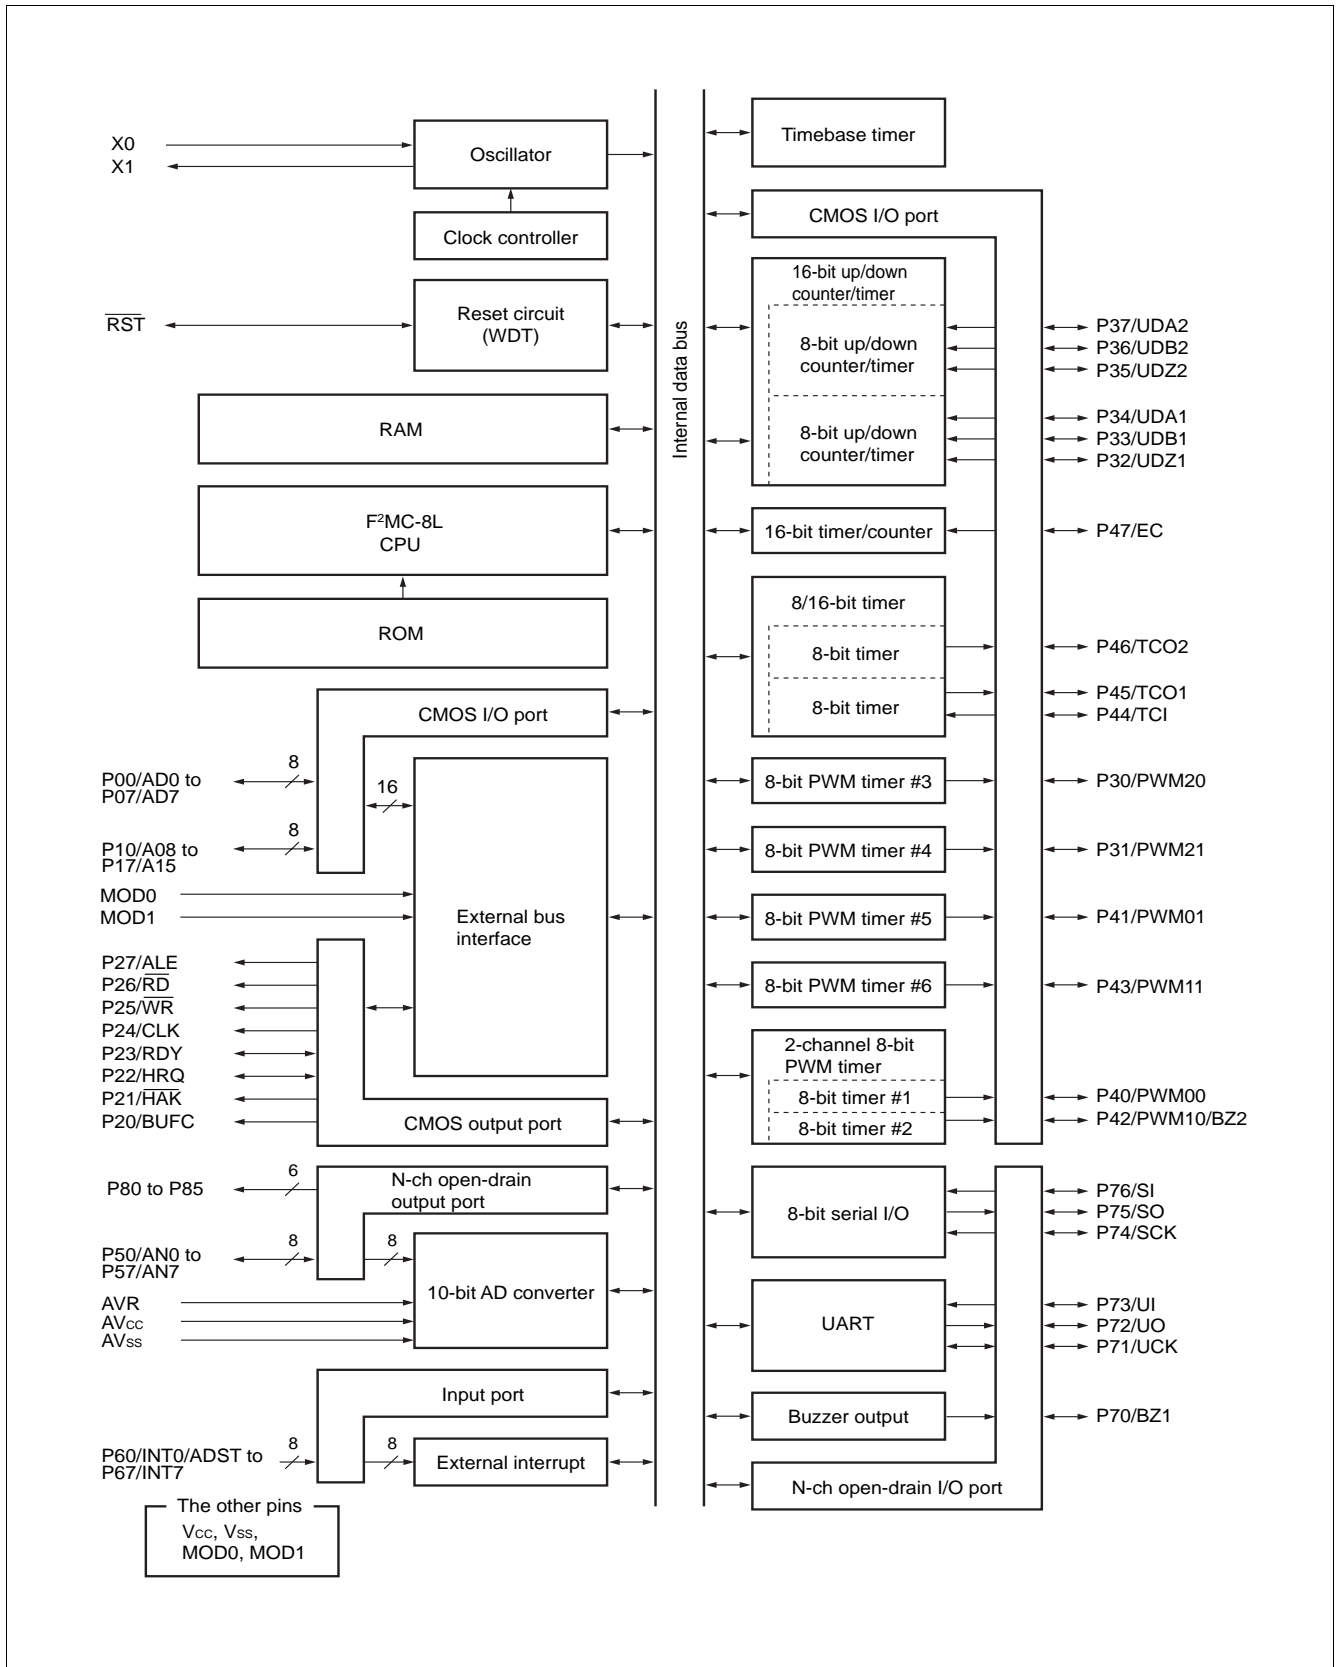 X0
X1
Oscillator
Clock controller
RST
Reset circuit
(WDT)
RAM
F²MC-8L
CPU
ROM
CMOS I/O port
P00/AD0 to
P07/AD7
8
16
P10/A08 to
P17/A15
8
MOD0
MOD1
External bus
interface
P27/ALE
P26/RD
P25/WR
P24/CLK
P23/RDY
P22/HRQ
P21/HAK
P20/BUFC
CMOS output port
P80 to P85
6
N-ch open-drain
output port
P50/AN0 to
P57/AN7
8
8
10-bit AD converter
AVR
AVCC
AVSS
Input port
P60/INT0/ADST to
P67/INT7
8
8
External interrupt
The other pins
VCC, VSS,
MOD0, MOD1
Internal data bus
Timebase timer
CMOS I/O port
16-bit up/down
counter/timer
8-bit up/down
counter/timer
8-bit up/down
counter/timer
P37/UDA2
P36/UDB2
P35/UDZ2
P34/UDA1
P33/UDB1
P32/UDZ1
16-bit timer/counter
P47/EC
8/16-bit timer
8-bit timer
8-bit timer
P46/TCO2
P45/TCO1
P44/TCI
8-bit PWM timer #3
P30/PWM20
8-bit PWM timer #4
P31/PWM21
8-bit PWM timer #5
P41/PWM01
8-bit PWM timer #6
P43/PWM11
2-channel 8-bit
PWM timer
8-bit timer #1
8-bit timer #2
P40/PWM00
P42/PWM10/BZ2
8-bit serial I/O
P76/SI
P75/SO
P74/SCK
UART
P73/UI
P72/UO
P71/UCK
Buzzer output
P70/BZ1
N-ch open-drain I/O port